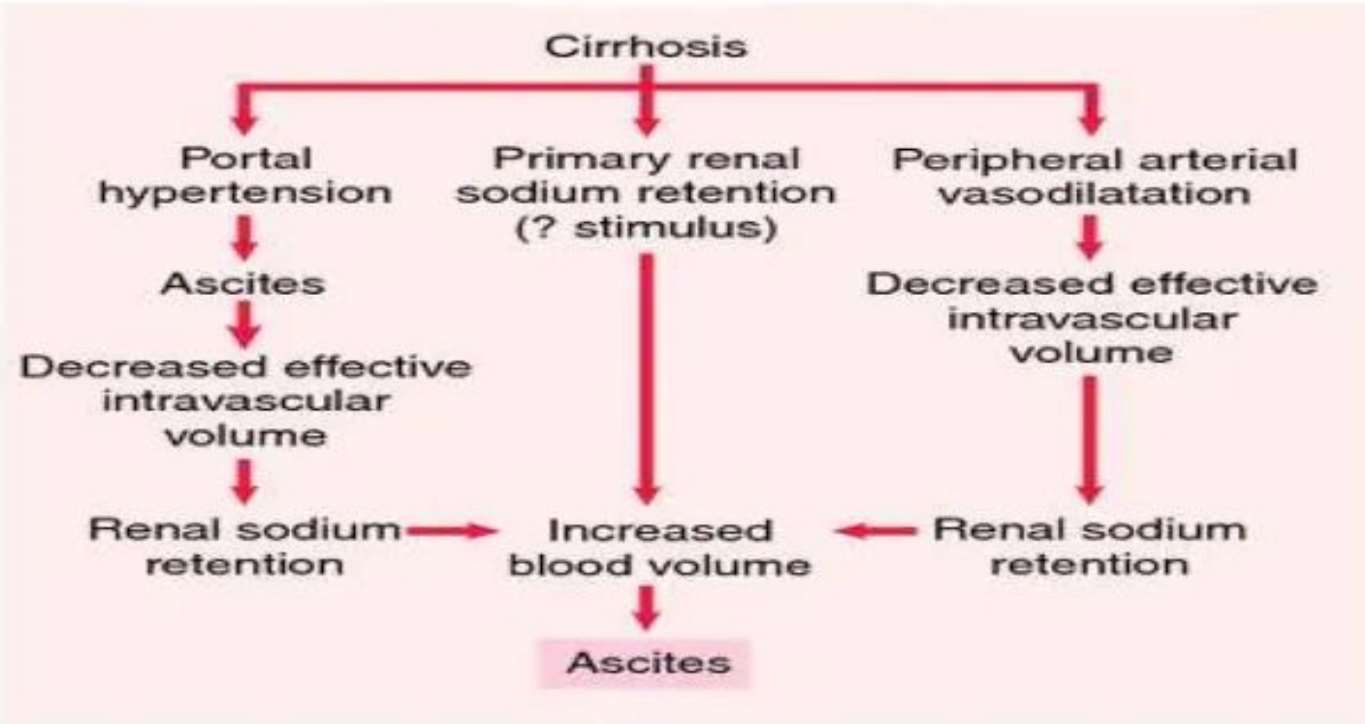 Cirrhosis
Portal
hypertension
Primary renal
sodium retention
(? stimulus)
Peripheral arterial
vasodilatation
Ascites
Decreased effective
intravascular
volume
Decreased effective
intravascular
volume
Renal sodium
retention
Increased
blood volume
Renal sodium
retention
Ascites